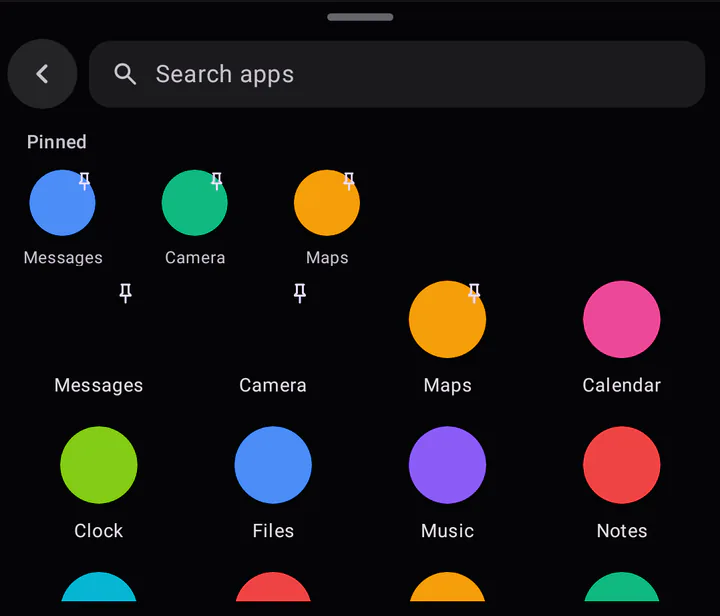 Search apps
Pinned
Messages Camera Maps
Messages Camera Maps Calendar
Clock Files Music Notes